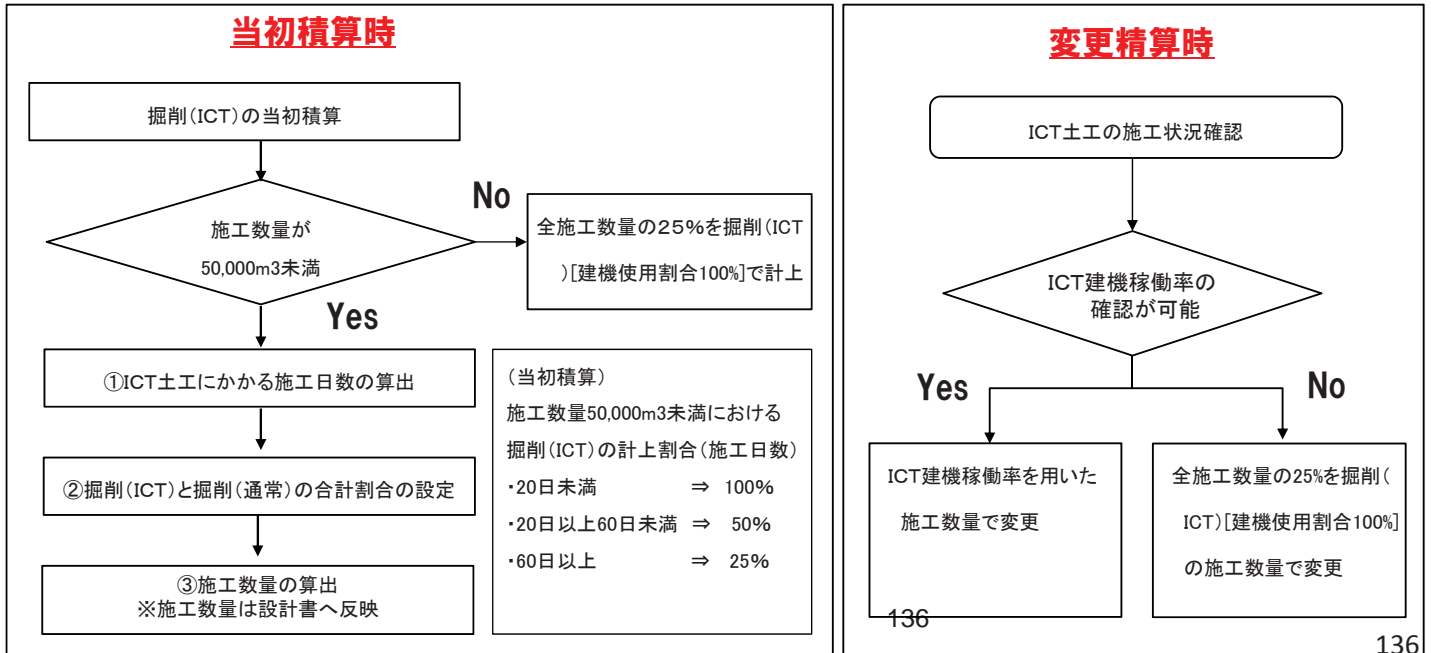 当初積算時
掘削(ICT)の当初積算
施工数量が
50,000m3未満
No
全施工数量の25%を掘削(ICT
)[建機使用割合100%]で計上
Yes
①ICT土工にかかる施工日数の算出
②掘削(ICT)と掘削(通常)の合計割合の設定
③施工数量の算出
※施工数量は設計書へ反映
(当初積算)
施工数量50,000m3未満における
掘削(ICT)の計上割合(施工日数)
・20日未満 ⇒ 100%
・20日以上60日未満 ⇒ 50%
・60日以上 ⇒ 25%
変更精算時
ICT土工の施工状況確認
ICT建機稼働率の
確認が可能
Yes
No
ICT建機稼働率を用いた
施工数量で変更
全施工数量の25%を掘削(
ICT)[建機使用割合100%]
の施工数量で変更
136
136